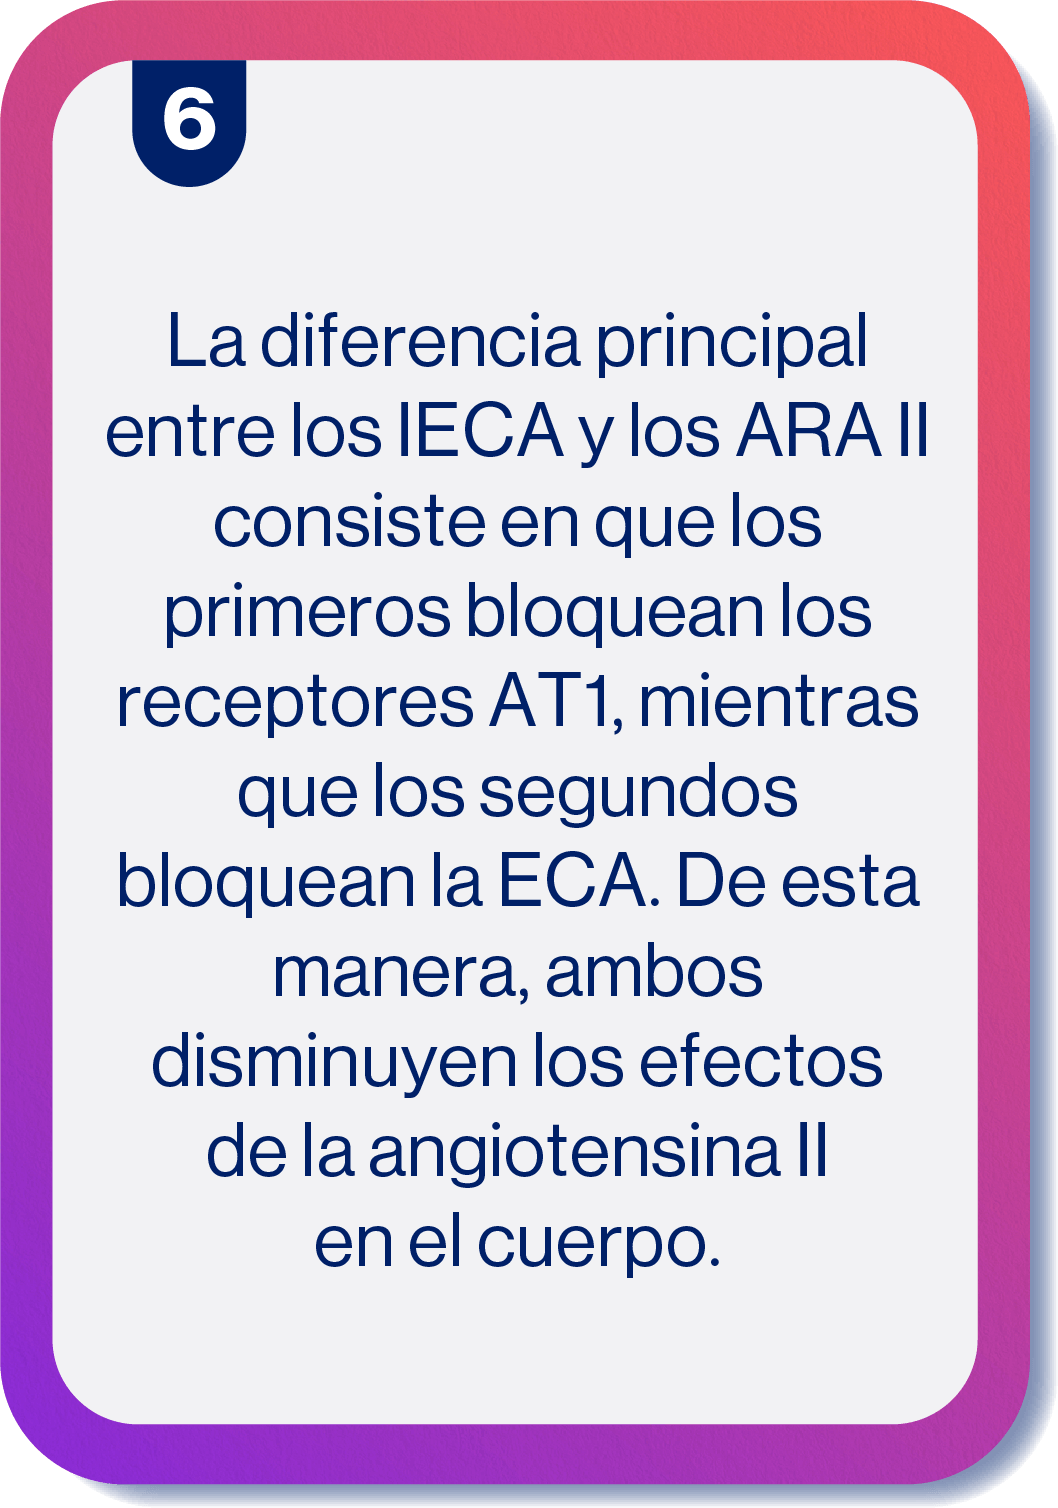 6
La diferencia principal
entre los IECA y los ARA II
consiste en que los
primeros bloquean los
receptores AT1, mientras
que los segundos
bloquean la ECA. De esta
manera, ambos
disminuyen los efectos
de la angiotensina II
en el cuerpo.